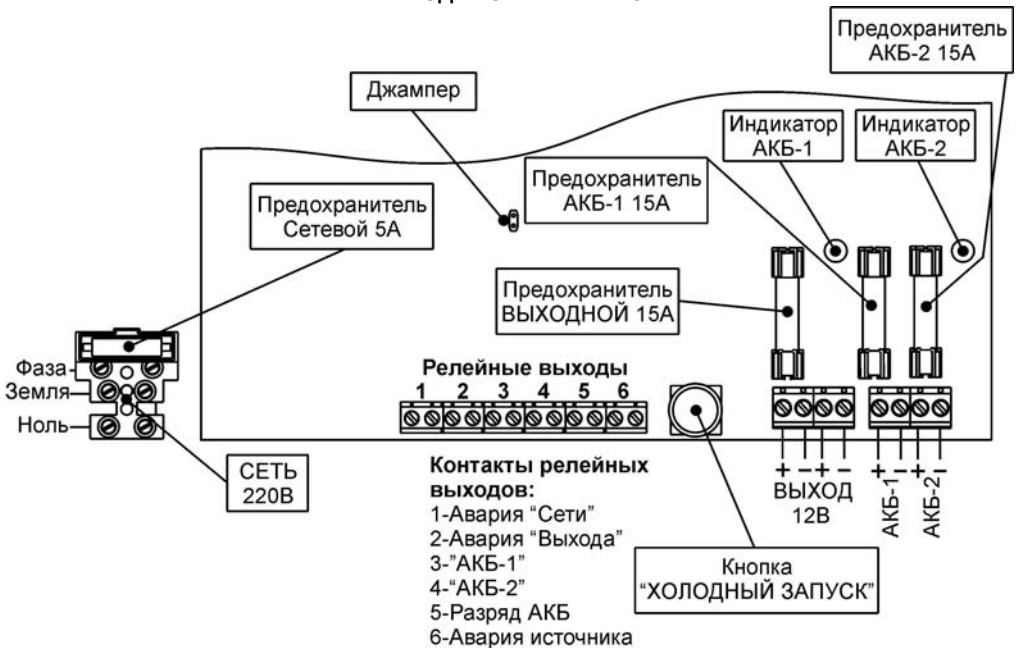 Предохранитель
АКБ-2 15А
Джампер
Индикатор
АКБ-1
Индикатор
АКБ-2
Предохранитель
АКБ-1 15А
Предохранитель
Сетевой 5А
Предохранитель
ВЫХОДНОЙ 15А
Фаза
Земля
Ноль
Релейные выходы
1 2 3 4 5 6
СЕТЬ
220В
+ − + −
ВЫХОД
12В
+ − + −
АКБ-1
АКБ-2
Контакты релейных
выходов:
1-Авария “Сети”
2-Авария “Выхода”
3-”АКБ-1”
4-“АКБ-2”
5-Разряд АКБ
6-Авария источника
Кнопка
“ХОЛОДНЫЙ ЗАПУСК”